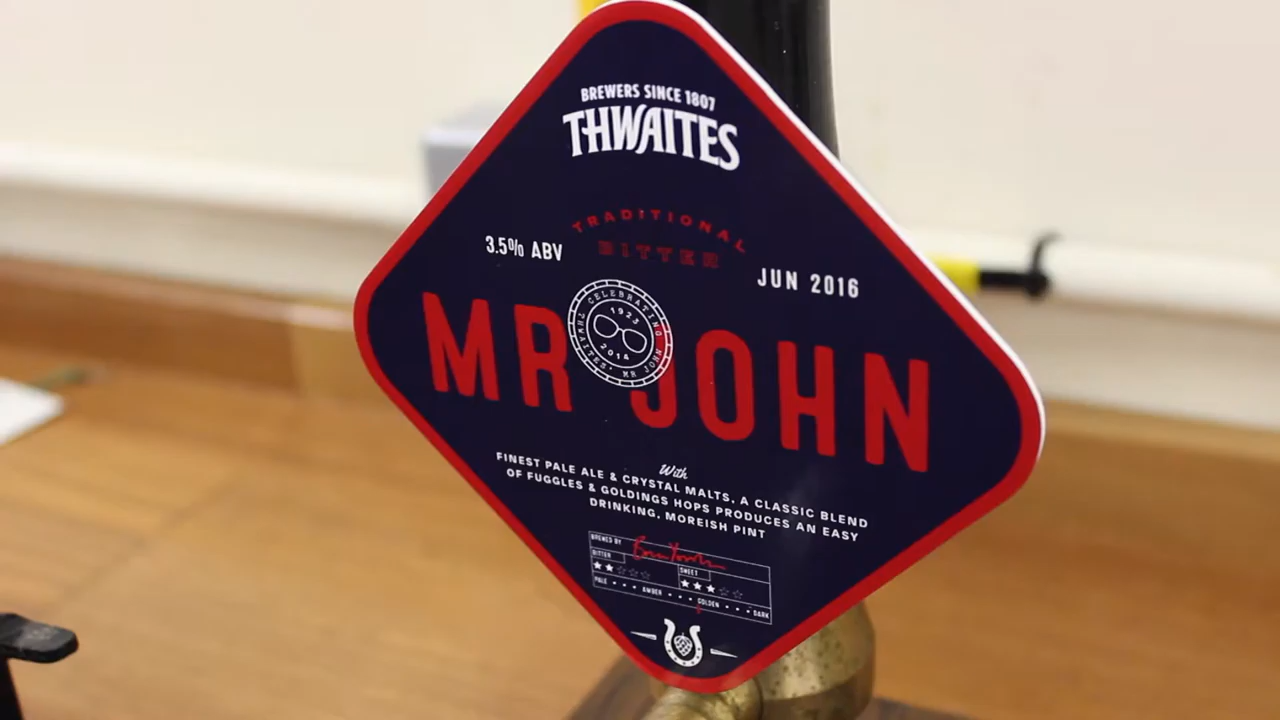 BREWERS SINCE 1807
THWAITES
TRADITIONAL
BITTER
3.5% ABV
JUN 2016
CELEBRATING
THWAITES' MR JOHN
1923
2014
MR JOHN
With
FINEST PALE ALE & CRYSTAL MALTS. A CLASSIC BLEND
OF FUGGLES & GOLDINGS HOPS PRODUCES AN EASY
DRINKING, MOREISH PINT
BREWED BY
BITTER
SWEET
PALE • • • AMBER • • • GOLDEN • • • DARK